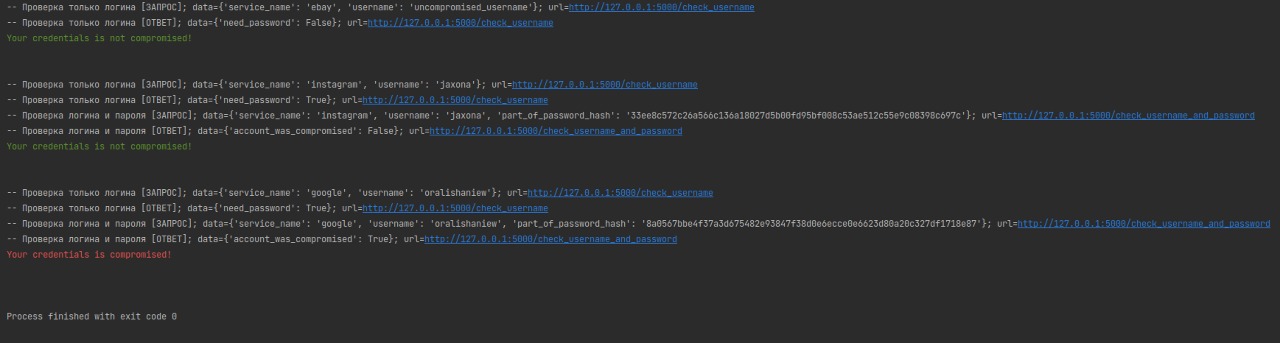 -- Проверка только логина [ЗАПРОС]; data={'service_name': 'ebay', 'username': 'uncompromised_username'}; url=http://127.0.0.1:5000/check_username
-- Проверка только логина [ОТВЕТ]; data={'need_password': False}; url=http://127.0.0.1:5000/check_username
Your credentials is not compromised!
-- Проверка только логина [ЗАПРОС]; data={'service_name': 'instagram', 'username': 'jaxona'}; url=http://127.0.0.1:5000/check_username
-- Проверка только логина [ОТВЕТ]; data={'need_password': True}; url=http://127.0.0.1:5000/check_username
-- Проверка логина и пароля [ЗАПРОС]; data={'service_name': 'instagram', 'username': 'jaxona', 'part_of_password_hash': '33ee8c572c26a566c136a18027d5b00fd95bf008c53ae512c55e9c08398c697c'}; url=http://127.0.0.1:5000/check_username_and_password
-- Проверка логина и пароля [ОТВЕТ]; data={'account_was_compromised': False}; url=http://127.0.0.1:5000/check_username_and_password
Your credentials is not compromised!
-- Проверка только логина [ЗАПРОС]; data={'service_name': 'google', 'username': 'oralishaniew'}; url=http://127.0.0.1:5000/check_username
-- Проверка только логина [ОТВЕТ]; data={'need_password': True}; url=http://127.0.0.1:5000/check_username
-- Проверка логина и пароля [ЗАПРОС]; data={'service_name': 'google', 'username': 'oralishaniew', 'part_of_password_hash': '8a0567bbe4f37a3d675482e93847f38d0e6ecce0e6623d80a20c327df1718e87'}; url=http://127.0.0.1:5000/check_username_and_password
-- Проверка логина и пароля [ОТВЕТ]; data={'account_was_compromised': True}; url=http://127.0.0.1:5000/check_username_and_password
Your credentials is compromised!
Process finished with exit code 0